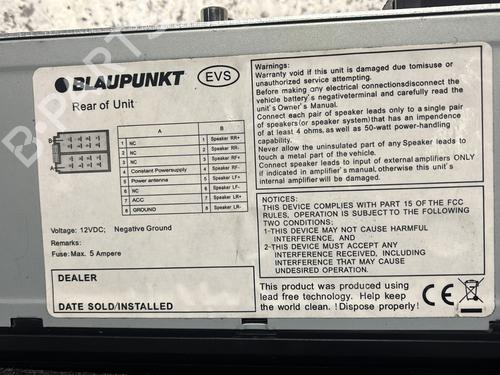 BLAUPUNKT
EVS
Rear of Unit
B
A
A B
1 NC 1 Speaker RR+
2 NC 2 Speaker RR-
3 NC 3 Speaker RF+
4 Constant Powersupply 4 Speaker RF-
5 Power antenna 5 Speaker LF+
6 NC 6 Speaker LF-
7 ACC 7 Speaker LR+
8 GROUND 8 Speaker LR-
Voltage: 12VDC; Negative Ground
Remarks:
Fuse: Max. 5 Ampere
DEALER
DATE SOLD/INSTALLED
Warnings:
Warranty void if this unit is damaged due tomisuse or
unauthorized service attempting.
Before making any electrical connectionsdisconnect the
vehicle battery's negativeterminal and carefully read the
unit's Owner's Manual.
Connect each pair of speaker leads only to a single pair
of speakers (or speaker system) that has an impendence
of at least 4 ohms, as well as 50-watt power-handling
capability.
Never allow the uninsulated part of any Speaker leads to
touch a metal part of the vehicle.
Connect speaker leads to input of external amplifiers ONLY
if indicated in amplifier's manual, otherwise this unit's
internal amplifiers will be damaged.
NOTICES:
THIS DEVICE COMPLIES WITH PART 15 OF THE FCC
RULES, OPERATION IS SUBJECT TO THE FOLLOWING
TWO CONDITIONS:
1-THIS DEVICE MAY NOT CAUSE HARMFUL
INTERFERENCE, AND
2-THIS DEVICE MUST ACCEPT ANY
INTERFERENCE RECEIVED, INCLUDING
INTERFERENCE THAT MAY CAUSE
UNDESIRED OPERATION.
This product was produced using
lead free technology. Help keep
the world clean. !Dispose properly!
CE